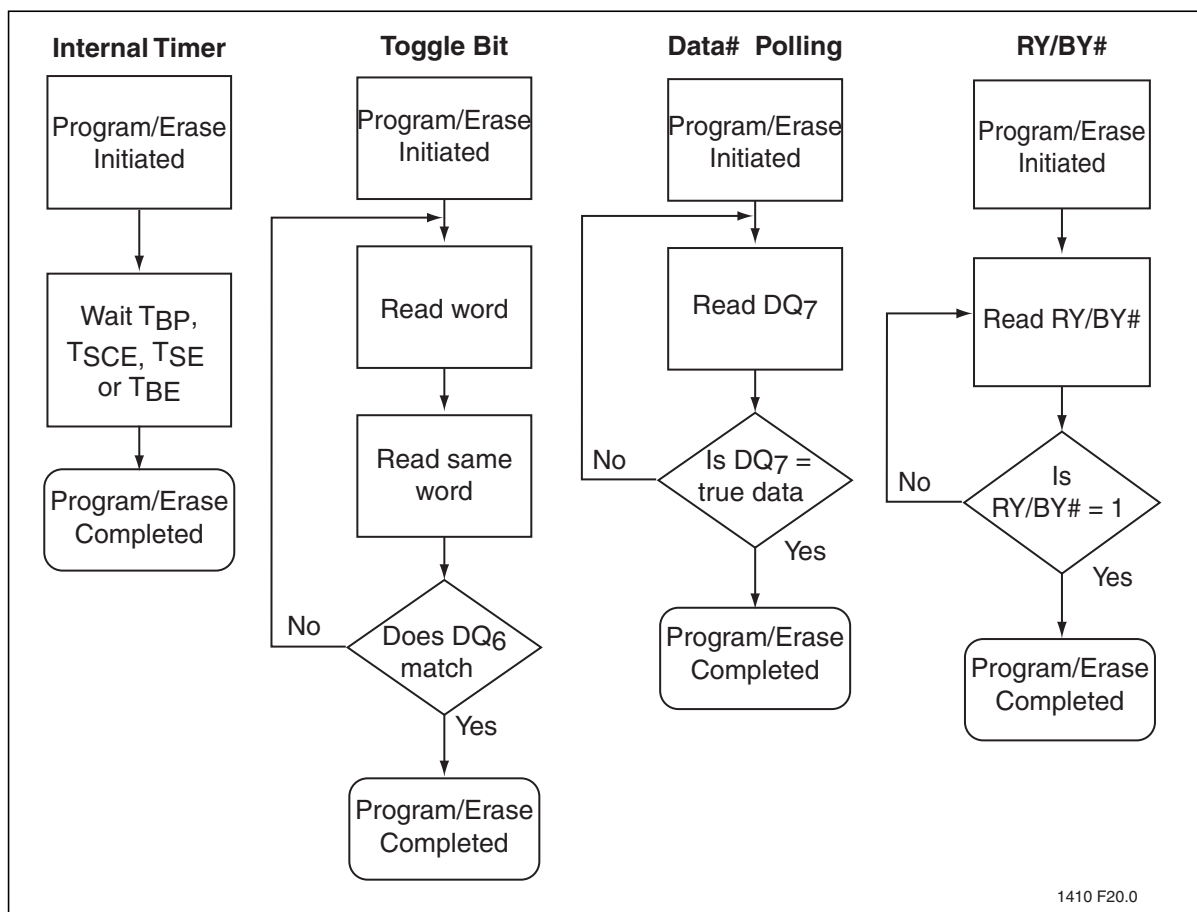 Internal Timer
Program/Erase
Initiated
Wait TBP,
TSCE, TSE
or TBE
Program/Erase
Completed
Toggle Bit
Program/Erase
Initiated
Read word
Read same
word
Does DQ6
match
No
Yes
Program/Erase
Completed
Data# Polling
Program/Erase
Initiated
Read DQ7
Is DQ7 =
true data
No
Yes
Program/Erase
Completed
RY/BY#
Program/Erase
Initiated
Read RY/BY#
Is
RY/BY# = 1
No
Yes
Program/Erase
Completed
1410 F20.0